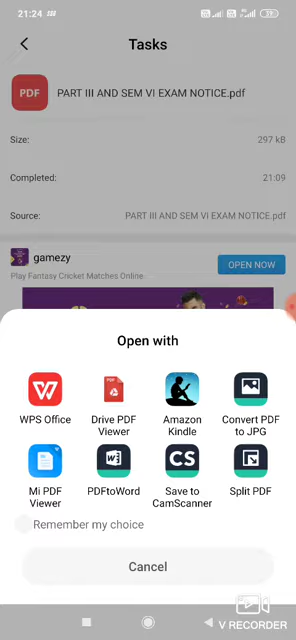 21:24
Tasks
PDF
PART III AND SEM VI EXAM NOTICE.pdf
Size: 297 kB
Completed: 21:09
Source: PART III AND SEM VI EXAM NOTICE.pdf
gamezy
OPEN NOW
Play Fantasy Cricket Matches Online.
Open with
WPS Office
Drive PDF Viewer
Amazon Kindle
Convert PDF to JPG
Mi PDF Viewer
PDFtoWord
CS
Save to CamScanner
Split PDF
Remember my choice
Cancel
V RECORDER